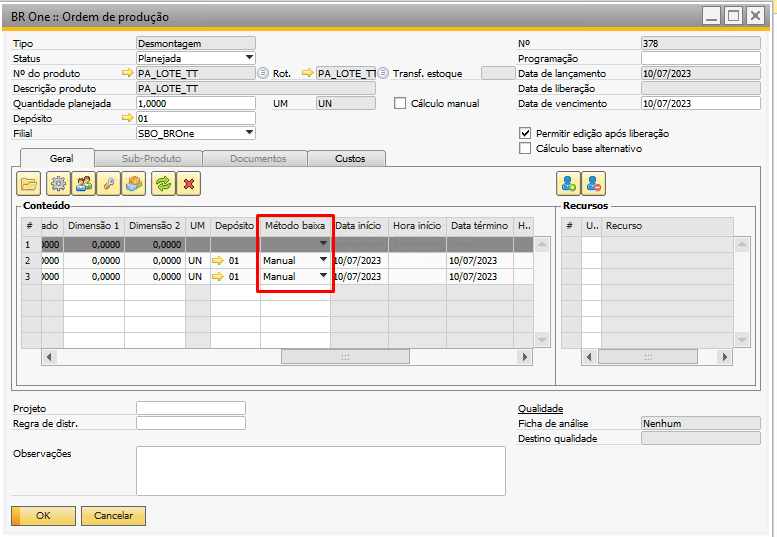 BR One :: Ordem de produção
Tipo Desmontagem Nº 378
Status Planejada Programação
Nº do produto PA_LOTE_TT Rot. PA_LOTE_TT Transf. estoque Data de lançamento 10/07/2023
Descrição produto PA_LOTE_TT Data de liberação
Quantidade planejada 1,0000 UM UN Cálculo manual Data de vencimento 10/07/2023
Depósito 01
Filial SBO_BROne Permitir edição após liberação
Cálculo base alternativo
Geral Sub-Produto Documentos Custos
Conteúdo Recursos
# ado Dimensão 1 Dimensão 2 UM Depósito Método baixa Data início Hora início Data término H.. # U.. Recurso
1 0000 0,0000 0,0000
2 0000 0,0000 0,0000 UN 01 Manual 10/07/2023 10/07/2023
3 0000 0,0000 0,0000 UN 01 Manual 10/07/2023 10/07/2023
Projeto Qualidade
Regra de distr. Ficha de análise Nenhum
Destino qualidade
Observações
OK Cancelar